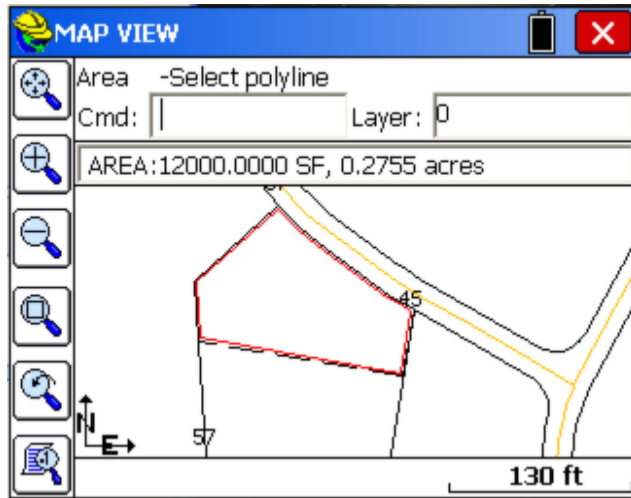 MAP VIEW
Area -Select polyline
Cmd: Layer: 0
AREA:12000.0000 SF, 0.2755 acres
45
57
N
E
130 ft